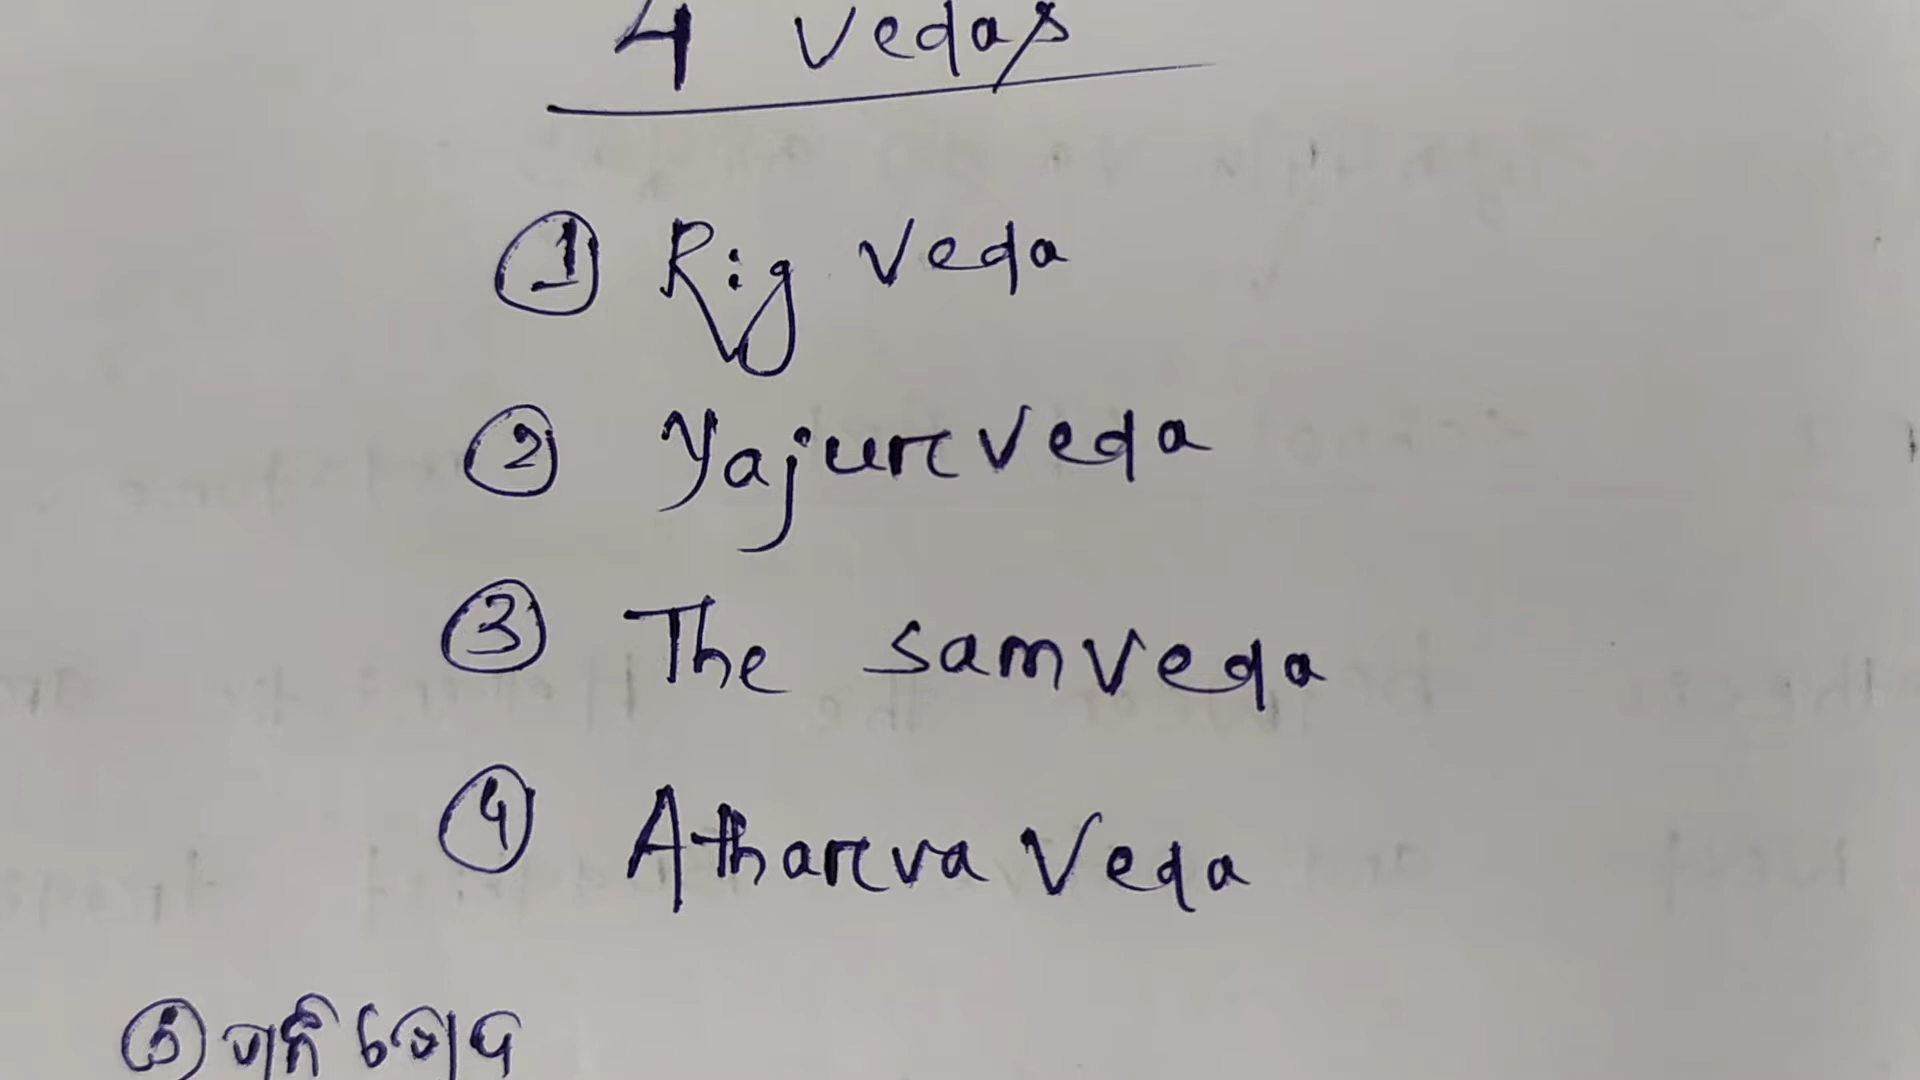 4 Vedas
① Rig Veda
② Yajurveda
③ The samveda
④ Atharva Veda